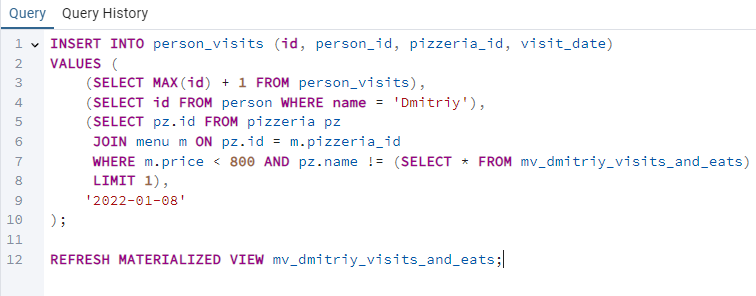 Query Query History
1 INSERT INTO person_visits (id, person_id, pizzeria_id, visit_date)
2 VALUES (
3 (SELECT MAX(id) + 1 FROM person_visits),
4 (SELECT id FROM person WHERE name = 'Dmitriy'),
5 (SELECT pz.id FROM pizzeria pz
6 JOIN menu m ON pz.id = m.pizzeria_id
7 WHERE m.price < 800 AND pz.name != (SELECT * FROM mv_dmitriy_visits_and_eats)
8 LIMIT 1),
9 '2022-01-08'
10 );
11
12 REFRESH MATERIALIZED VIEW mv_dmitriy_visits_and_eats;